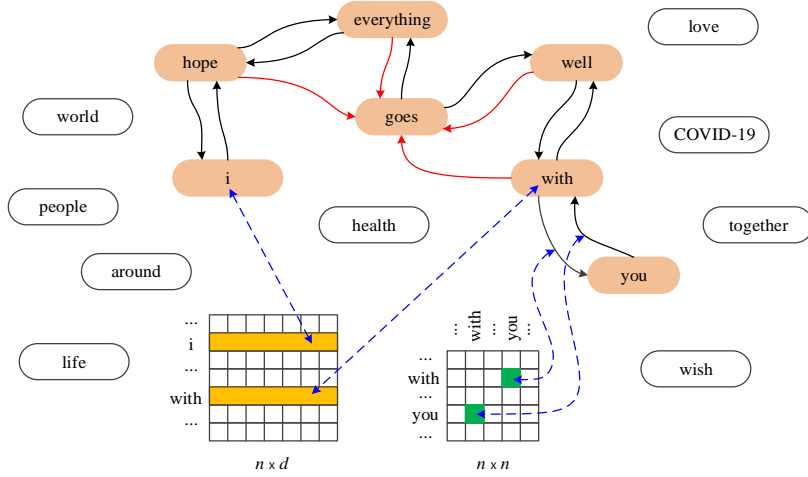 everything
love
hope
well
world
goes
COVID-19
i
with
people
health
together
around
you
...
i
...
with
...
n x d
life
... with ... you ...
...
with
...
you
...
n x n
wish